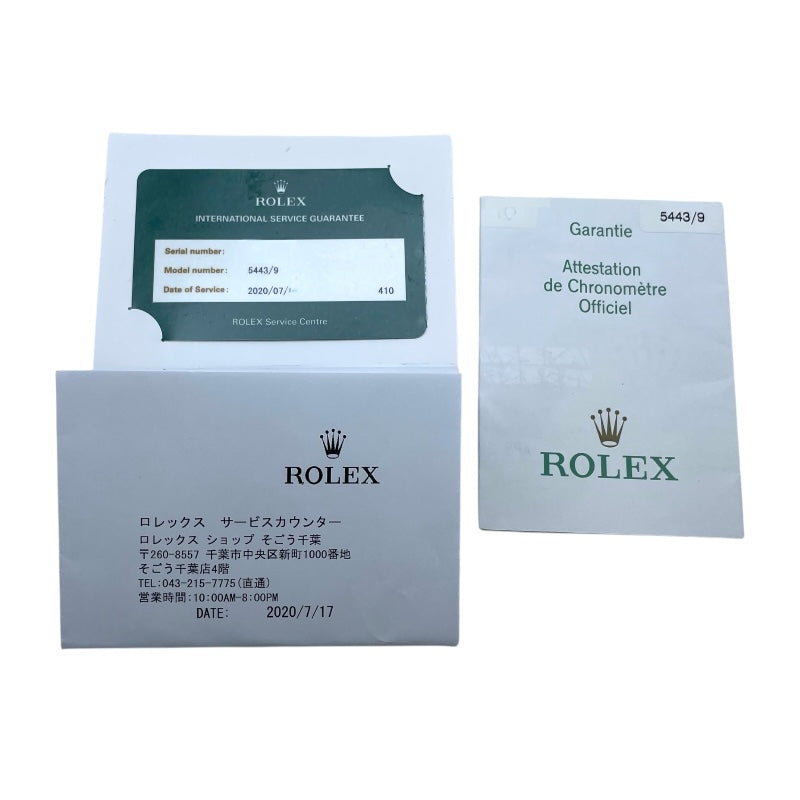 ROLEX
INTERNATIONAL SERVICE GUARANTEE
Serial number:
Model number: 5443/9
Date of Service: 2020/07/ 410
ROLEX Service Centre
ROLEX
ロレックス サービスカウンター
ロレックス ショップ そごう千葉
〒260-8557 千葉市中央区新町1000番地
そごう千葉店4階
TEL:043-215-7775(直通)
営業時間:10:00AM-8:00PM
DATE: 2020/7/17
5443/9
Garantie
Attestation
de Chronomètre
Officiel
ROLEX